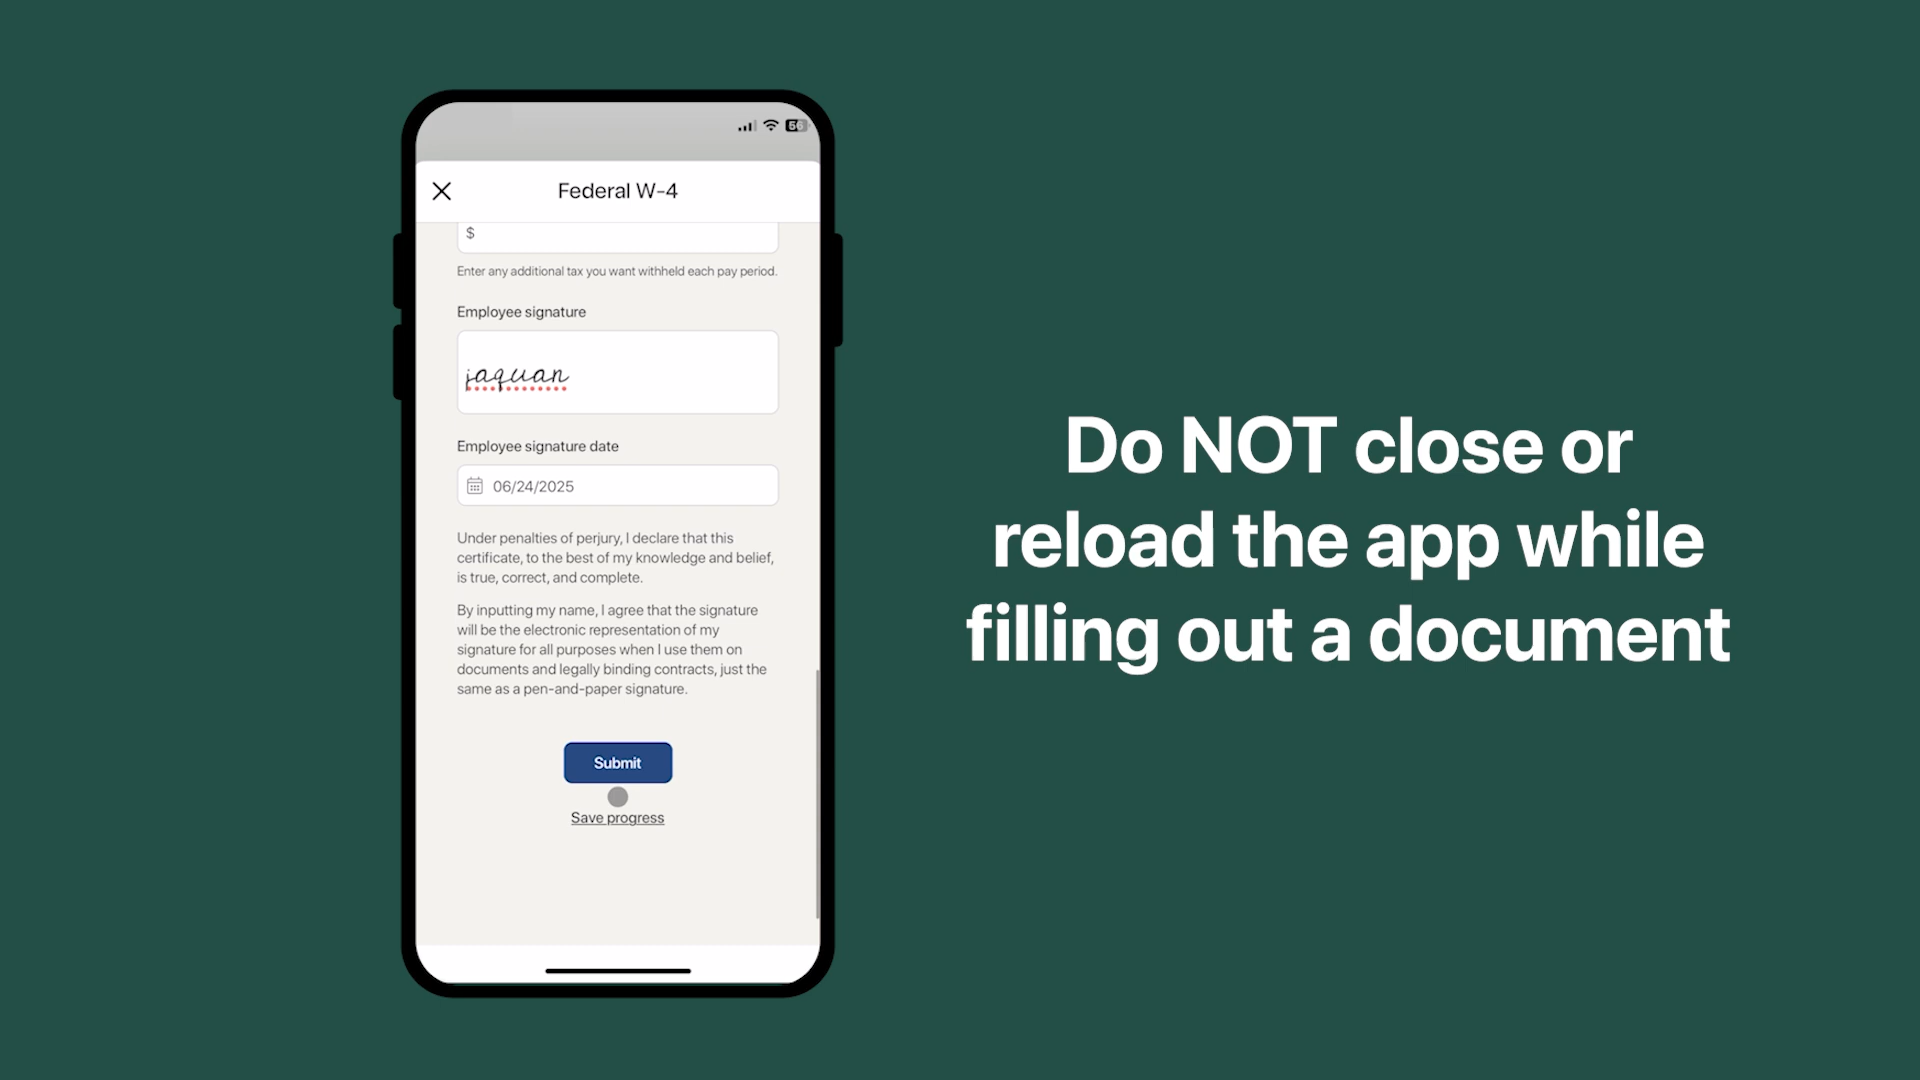 56
Federal W-4
$
Enter any additional tax you want withheld each pay period.
Employee signature
jaquan
Employee signature date
06/24/2025
Under penalties of perjury, I declare that this
certificate, to the best of my knowledge and belief,
is true, correct, and complete.
By inputting my name, I agree that the signature
will be the electronic representation of my
signature for all purposes when I use them on
documents and legally binding contracts, just the
same as a pen-and-paper signature.
Submit
Save progress
Do NOT close or
reload the app while
filling out a document